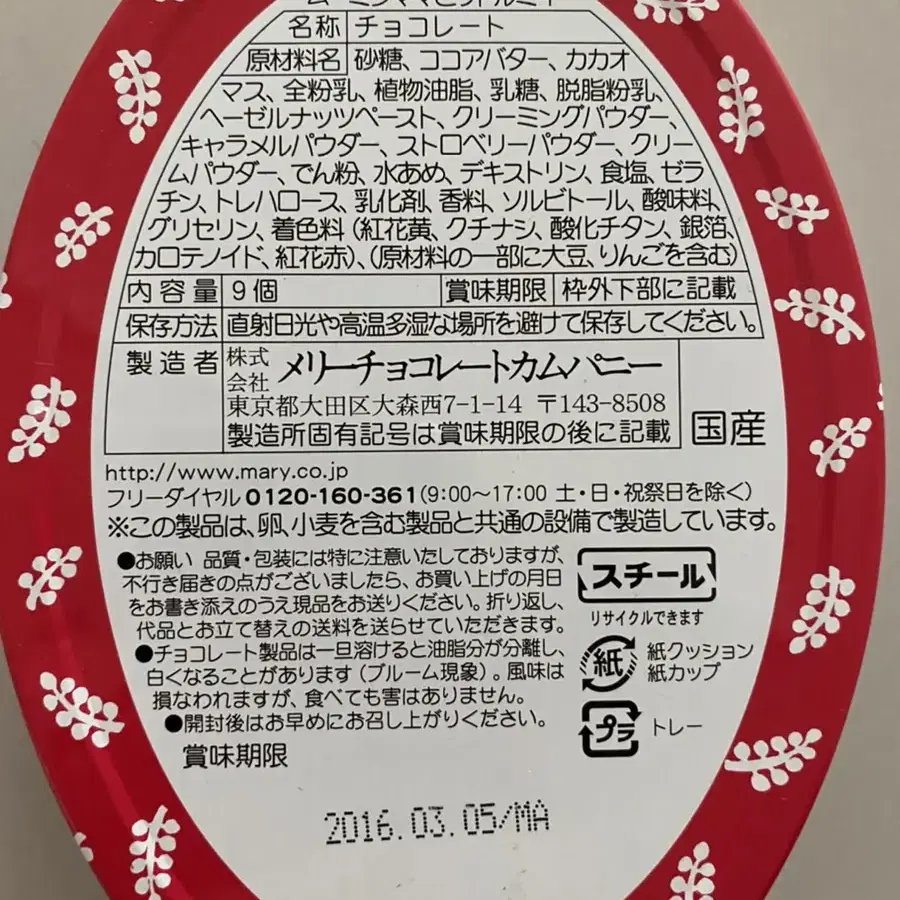 ムーミンママとリトルミイ
名称 チョコレート
原材料名 砂糖、ココアバター、カカオ
マス、全粉乳、植物油脂、乳糖、脱脂粉乳、
ヘーゼルナッツペースト、クリーミングパウダー、
キャラメルパウダー、ストロベリーパウダー、クリー
ムパウダー、でん粉、水あめ、デキストリン、食塩、ゼラ
チン、トレハロース、乳化剤、香料、ソルビトール、酸味料、
グリセリン、着色料（紅花黄、クチナシ、酸化チタン、銀箔、
カロテノイド、紅花赤）、（原材料の一部に大豆、りんごを含む）
内容量 9個 賞味期限 枠外下部に記載
保存方法 直射日光や高温多湿な場所を避けて保存してください。
製造者 株式会社 メリーチョコレートカムパニー
東京都大田区大森西7-1-14 〒143-8508
製造所固有記号は賞味期限の後に記載
国産
http://www.mary.co.jp
フリーダイヤル 0120-160-361(9:00〜17:00 土・日・祝祭日を除く)
※この製品は、卵、小麦を含む製品と共通の設備で製造しています。
●お願い 品質・包装には特に注意いたしておりますが、
不行き届きの点がございましたら、お買い上げの月日
をお書き添えのうえ現品をお送りください。折り返し、
代品とお立て替えの送料を送らせていただきます。
●チョコレート製品は一旦溶けると油脂分が分離し、
白くなることがあります（ブルーム現象）。風味は
損なわれますが、食べても害はありません。
●開封後はお早めにお召し上がりください。
スチール
リサイクルできます
紙 紙クッション
紙カップ
プラ トレー
賞味期限
2016.03.05/MA